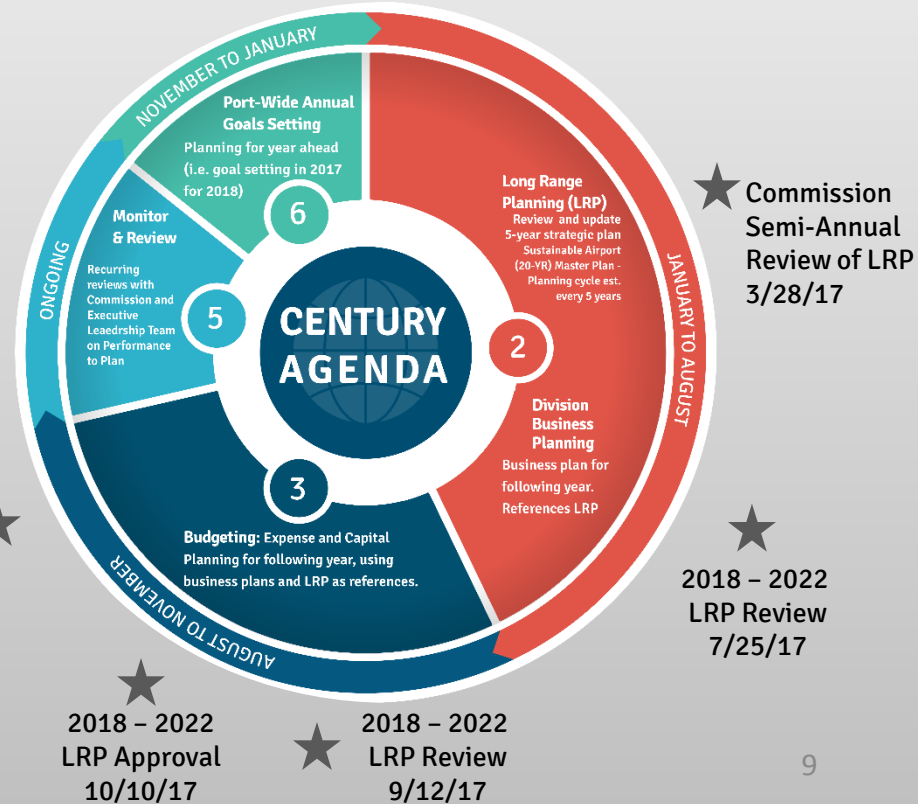 NOVEMBER TO JANUARY
Port-Wide Annual
Goals Setting
Planning for year ahead
(i.e. goal setting in 2017
for 2018)
6
Long Range
Planning (LRP)
Review and update
5-year strategic plan
Sustainable Airport
(20-YR) Master Plan -
Planning cycle est.
every 5 years
2
Division
Business
Planning
Business plan for
following year.
References LRP
JANUARY TO AUGUST
Commission
Semi-Annual
Review of LRP
3/28/17
ONGOING
Monitor
& Review
Recurring
reviews with
Commission and
Executive
Leaedrship Team
on Performance
to Plan
5
CENTURY
AGENDA
3
Budgeting: Expense and Capital
Planning for following year, using
business plans and LRP as references.
AUGUST TO NOVEMBER
2018 – 2022
LRP Review
7/25/17
2018 – 2022
LRP Approval
10/10/17
2018 – 2022
LRP Review
9/12/17
9